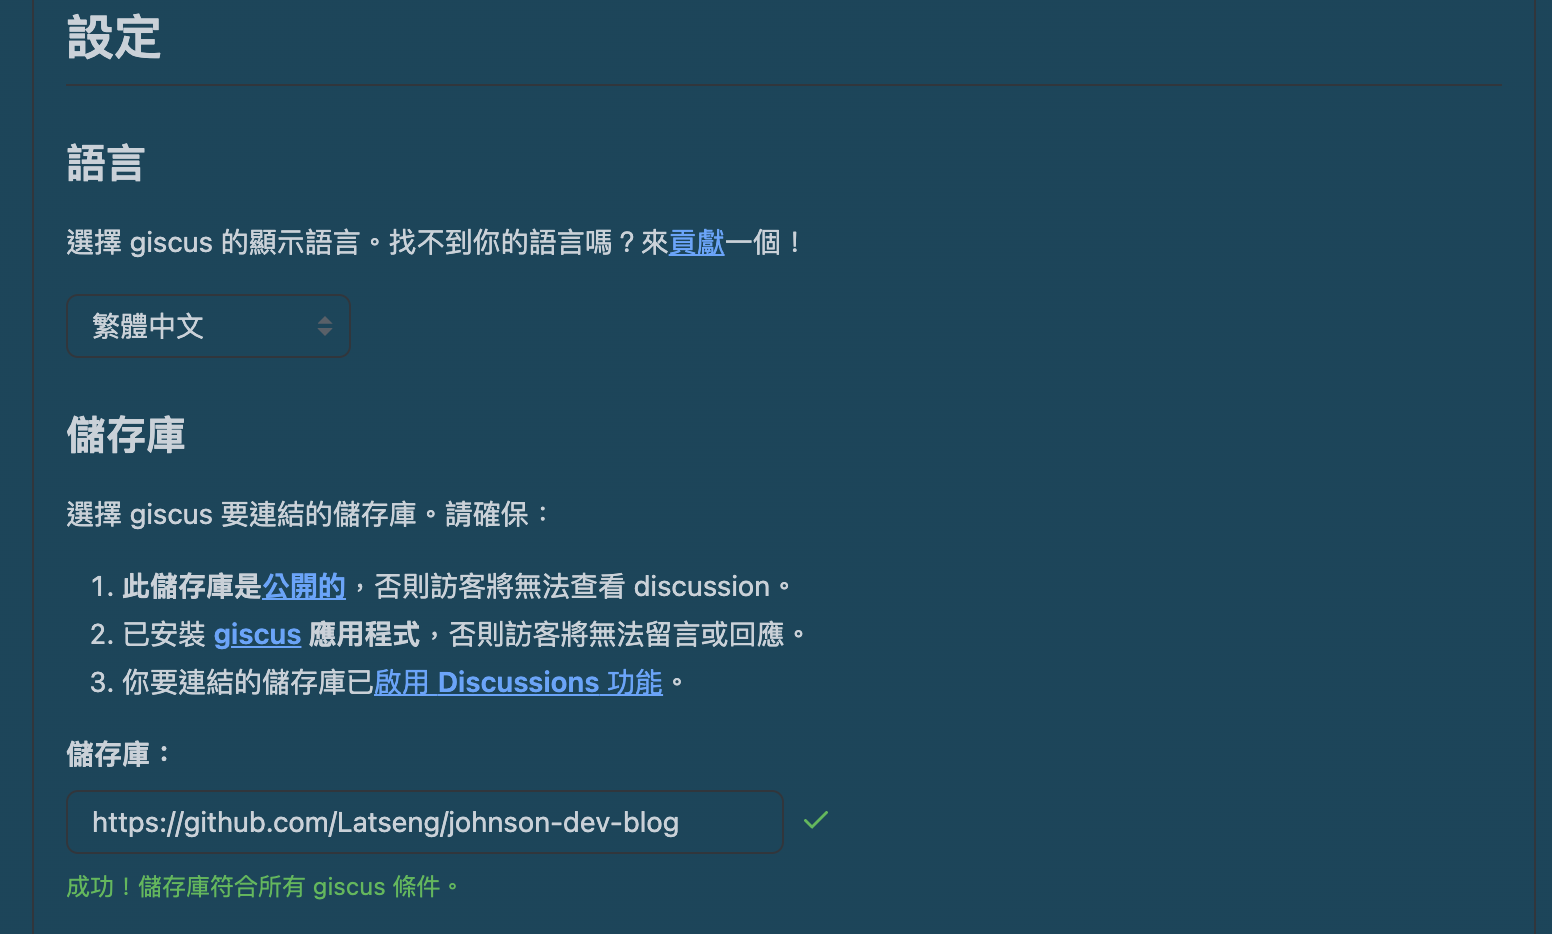 設定
語言
選擇 giscus 的顯示語言。找不到你的語言嗎？來貢獻一個！
繁體中文
儲存庫
選擇 giscus 要連結的儲存庫。請確保：
1. 此儲存庫是公開的，否則訪客將無法查看 discussion。
2. 已安裝 giscus 應用程式，否則訪客將無法留言或回應。
3. 你要連結的儲存庫已啟用 Discussions 功能。
儲存庫：
https://github.com/Latseng/johnson-dev-blog
成功！儲存庫符合所有 giscus 條件。